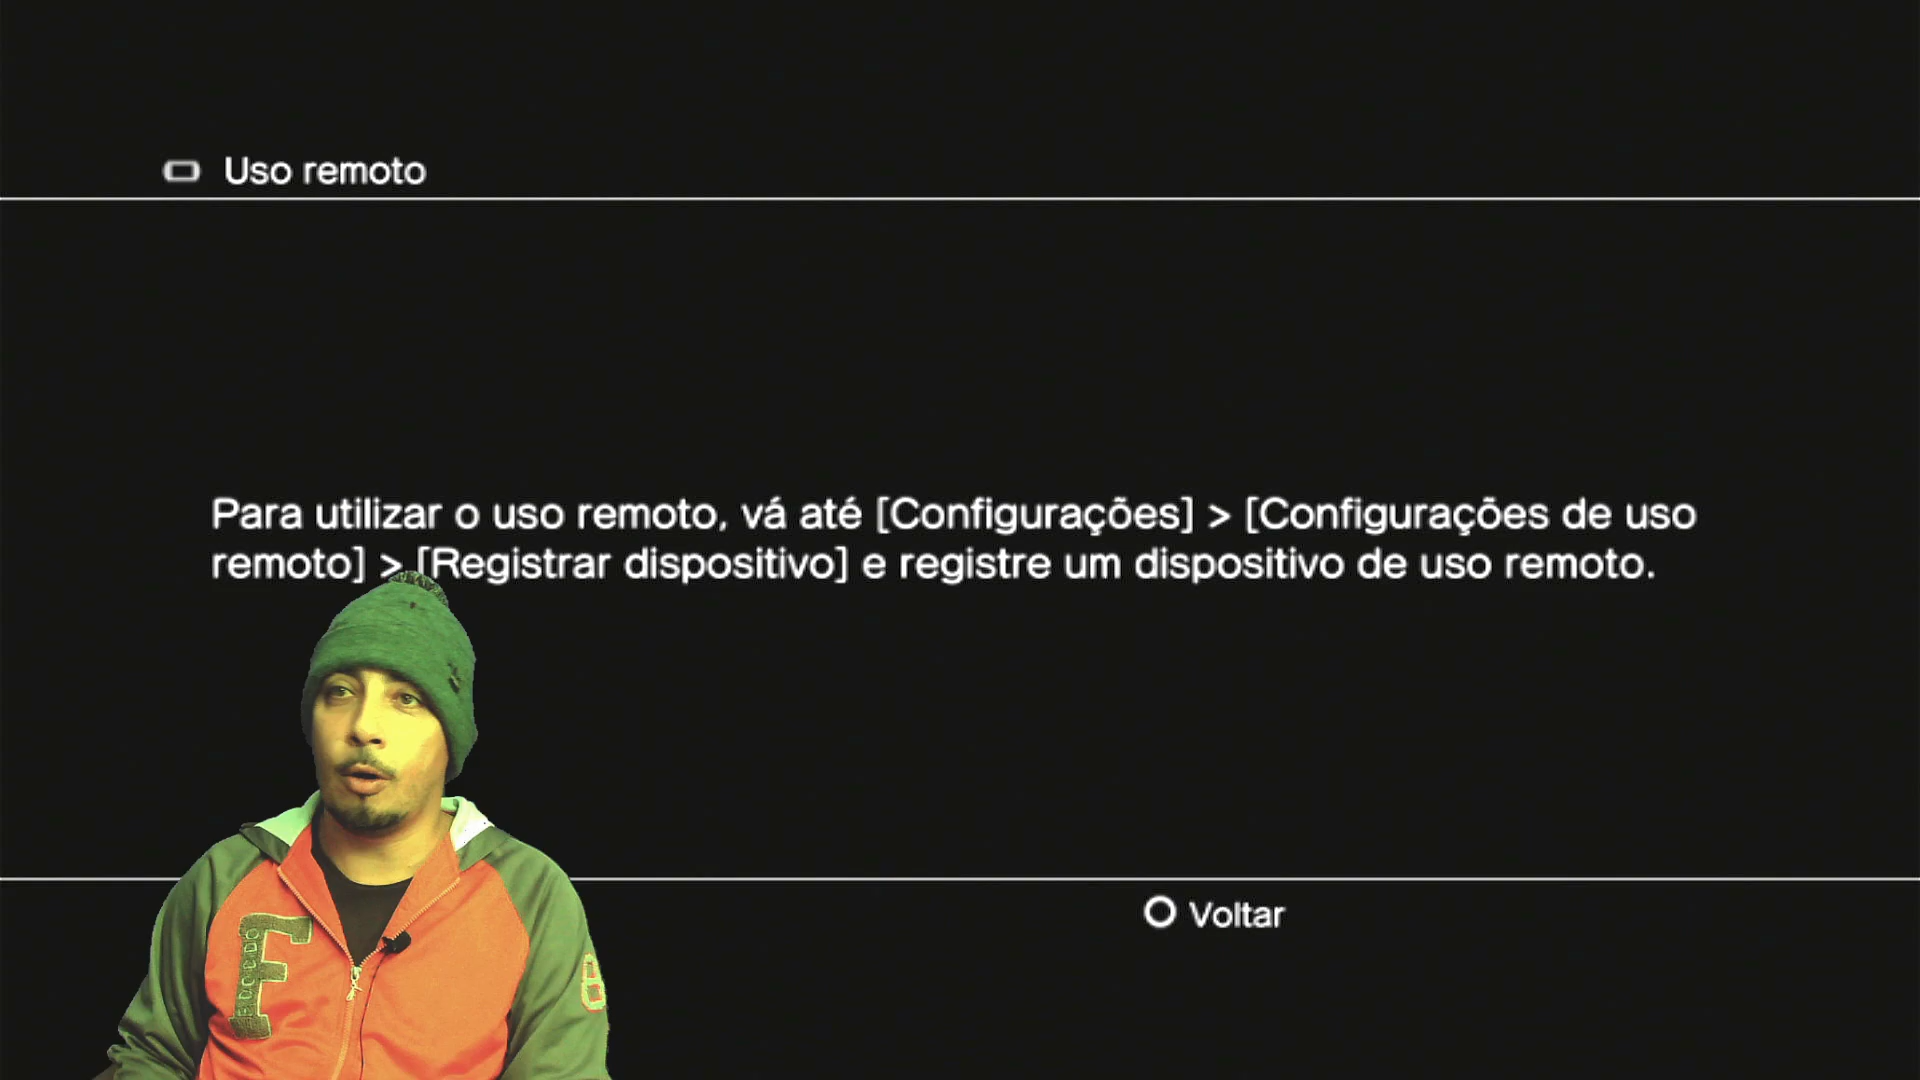 Uso remoto
Para utilizar o uso remoto, vá até [Configurações] > [Configurações de uso
remoto] > [Registrar dispositivo] e registre um dispositivo de uso remoto.
F
8
Voltar